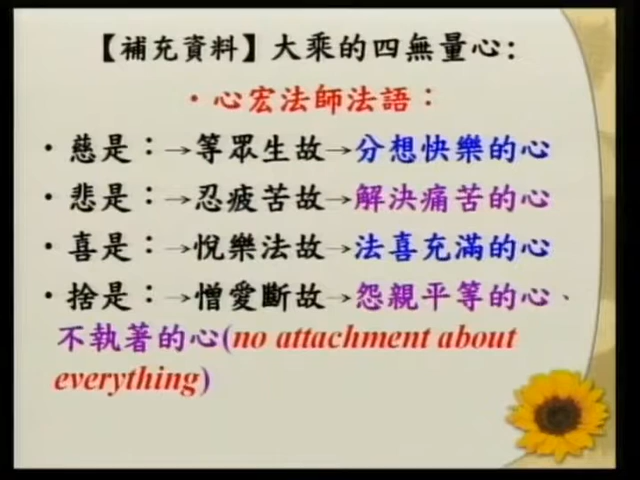 【補充資料】大乘的四無量心:
•心宏法師法語：
•慈是：→等眾生故→分想快樂的心
•悲是：→忍疲苦故→解決痛苦的心
•喜是：→悅樂法故→法喜充滿的心
•捨是：→憎愛斷故→怨親平等的心、
不執著的心(no attachment about
everything)